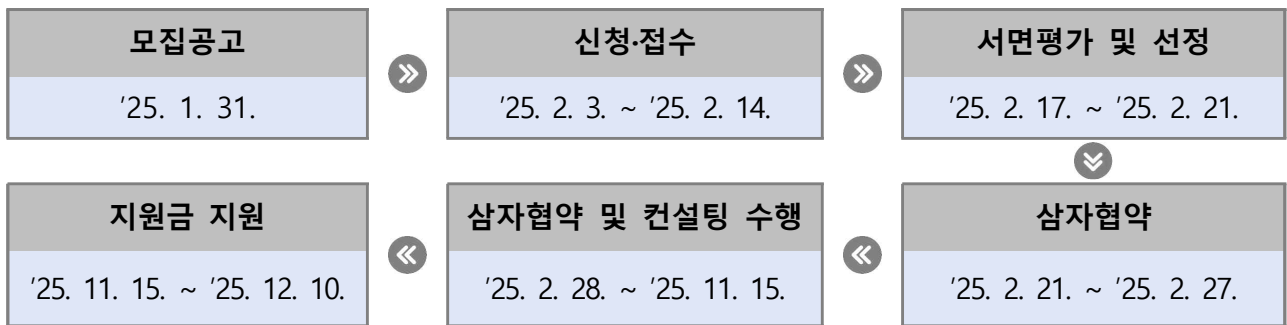 모집공고
'25. 1. 31.
신청·접수
'25. 2. 3. ~ '25. 2. 14.
서면평가 및 선정
'25. 2. 17. ~ '25. 2. 21.
삼자협약
'25. 2. 21. ~ '25. 2. 27.
삼자협약 및 컨설팅 수행
'25. 2. 28. ~ '25. 11. 15.
지원금 지원
'25. 11. 15. ~ '25. 12. 10.